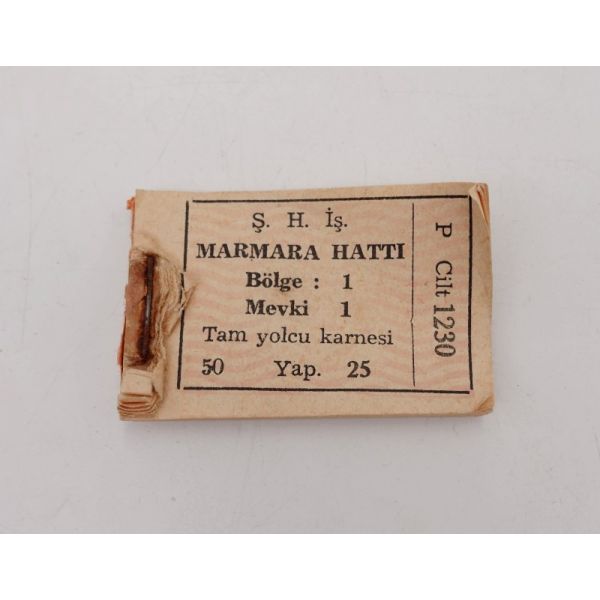 Ş. H. İş.
MARMARA HATTI
Bölge : 1
Mevki 1
Tam yolcu karnesi
50 Yap. 25
P Cilt 1230